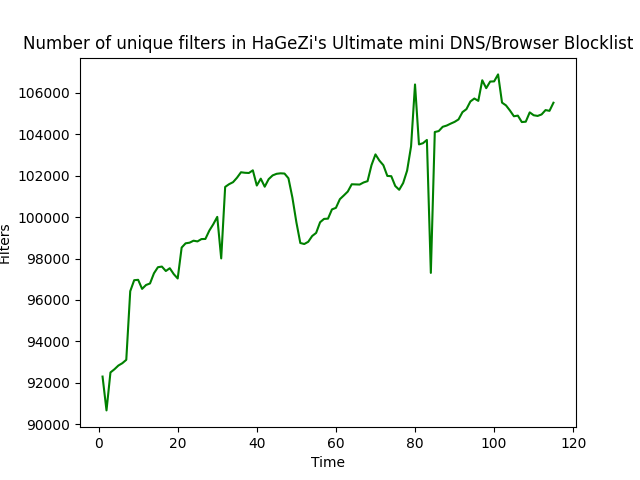 Number of unique filters in HaGeZi's Ultimate mini DNS/Browser Blocklist
106000
104000
102000
100000
98000
96000
94000
92000
90000
Filters
0 20 40 60 80 100 120
Time